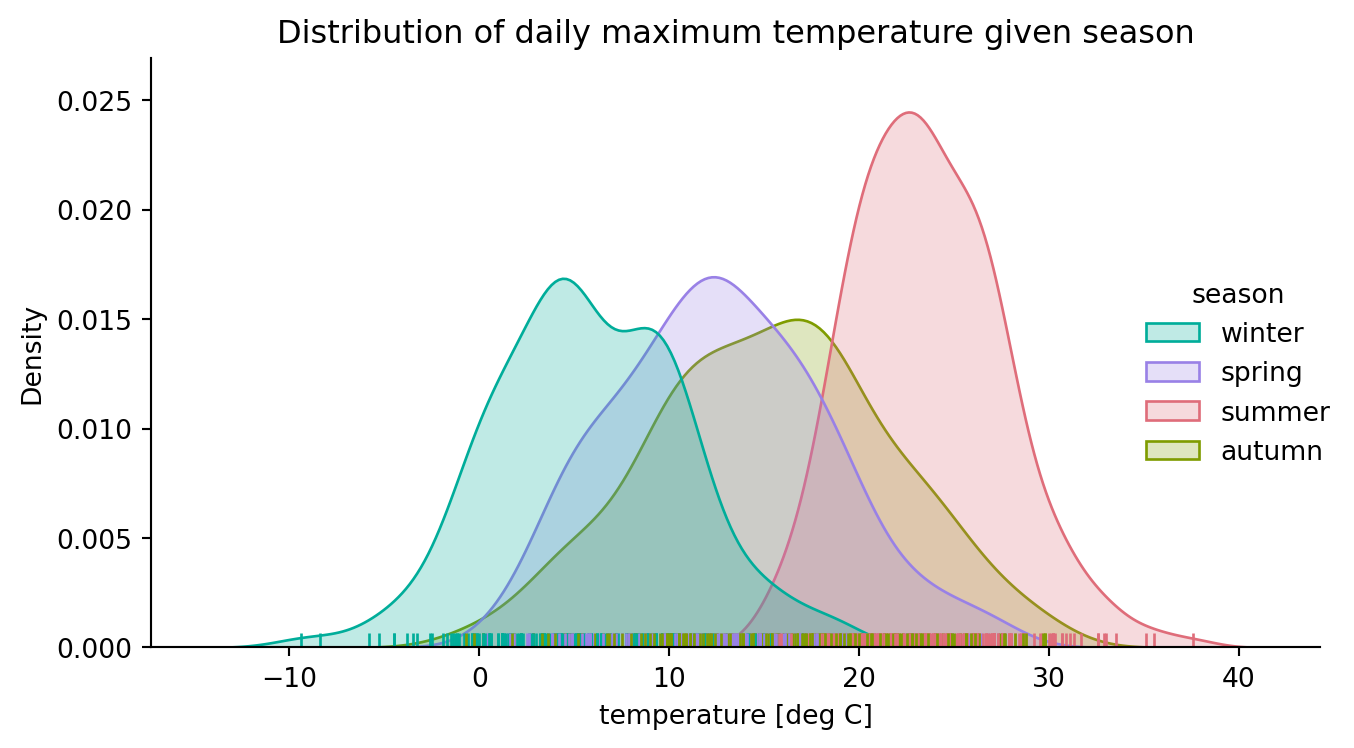 Distribution of daily maximum temperature given season
0.025
0.020
0.015
0.010
0.005
0.000
Density
−10
0
10
20
30
40
temperature [deg C]
season
winter
spring
summer
autumn